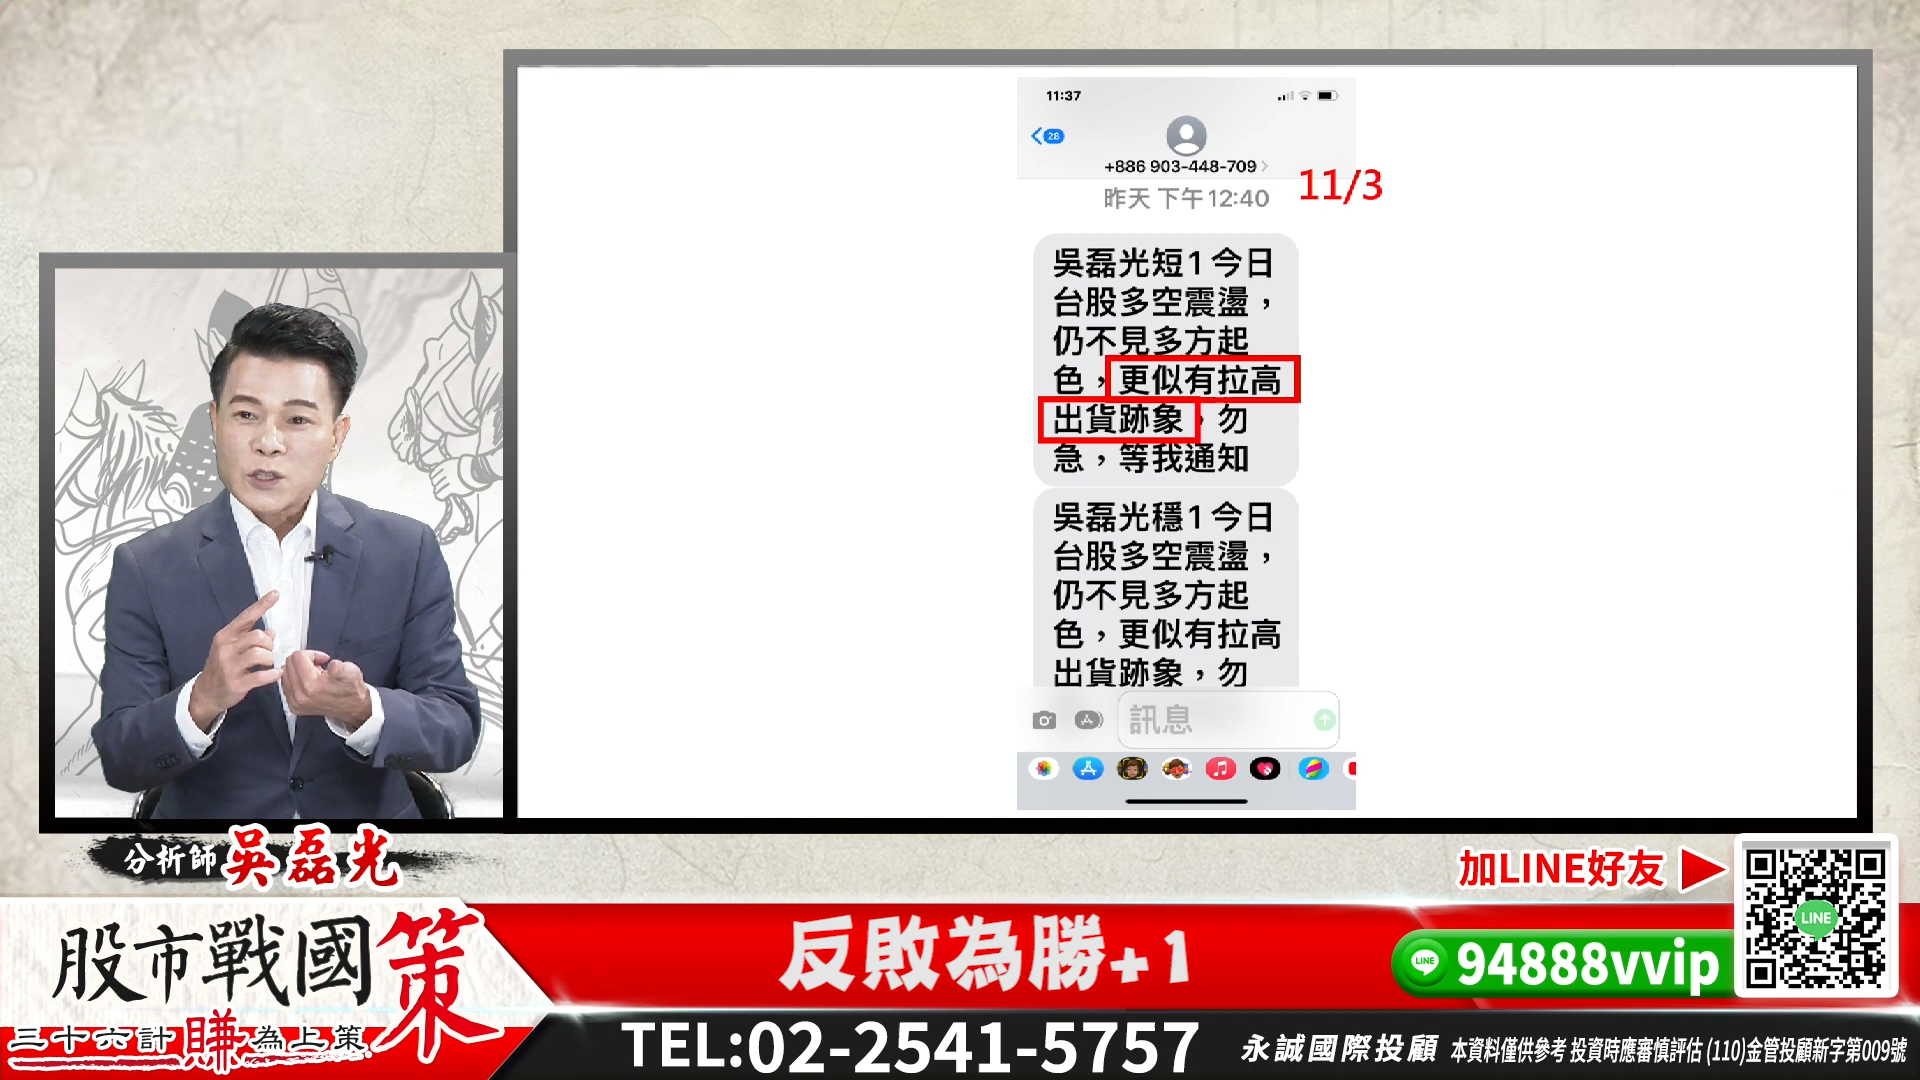 11:37
28
+886 903-448-709
昨天 下午12:40
11/3
吳磊光短1今日
台股多空震盪，
仍不見多方起
色，更似有拉高
出貨跡象，勿
急，等我通知
吳磊光穩1今日
台股多空震盪，
仍不見多方起
色，更似有拉高
出貨跡象，勿
訊息
分析師吳磊光
加LINE好友
LINE
股市戰國策
三十六計賺為上策
反敗為勝+1
LINE 94888vvip
TEL:02-2541-5757
永誠國際投顧 本資料僅供參考 投資時應審慎評估 (110)金管投顧新字第009號